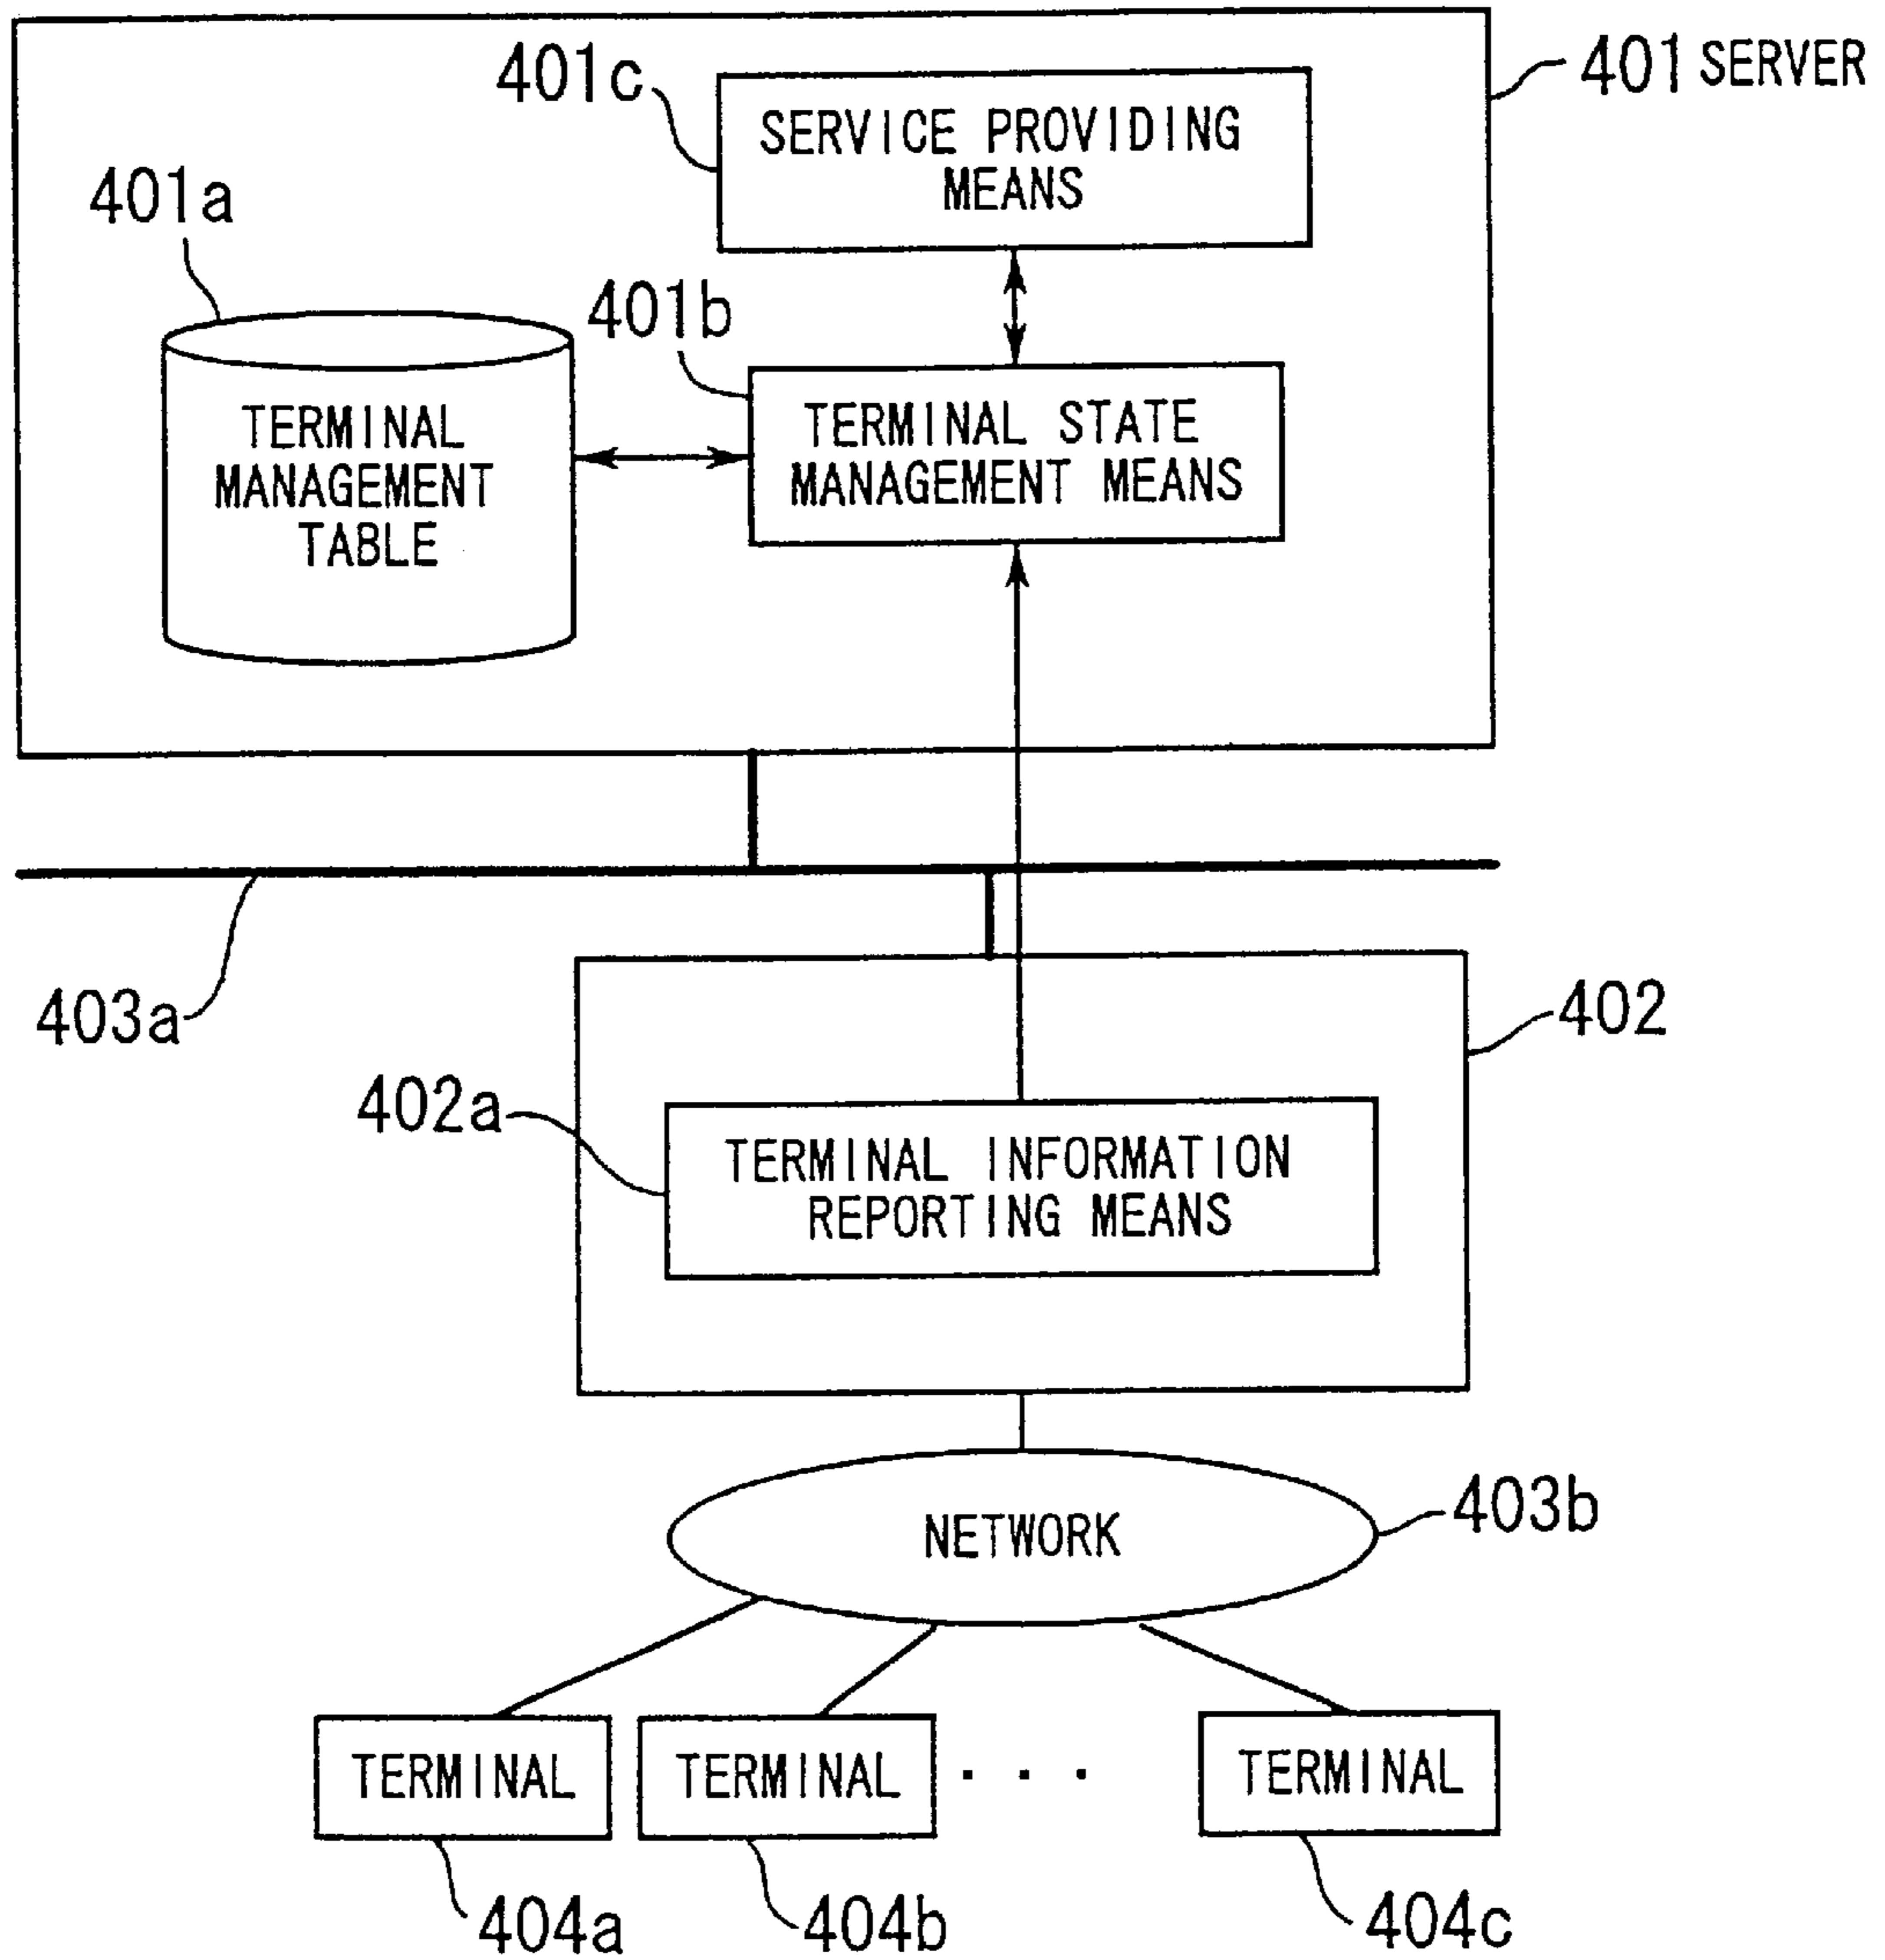 401 SERVER
401c
SERVICE PROVIDING
MEANS
401a
401b
TERMINAL
MANAGEMENT
TABLE
TERMINAL STATE
MANAGEMENT MEANS
403a
402
402a
TERMINAL INFORMATION
REPORTING MEANS
NETWORK
403b
TERMINAL
TERMINAL
. . .
TERMINAL
404a
404b
404c